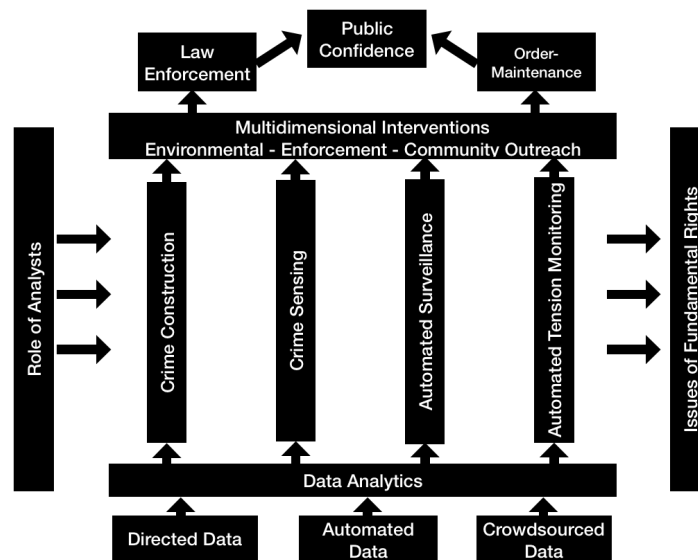 Public
Confidence
Law
Enforcement
Order-
Maintenance
Multidimensional Interventions
Environmental - Enforcement - Community Outreach
Role of Analysts
Crime Construction
Crime Sensing
Automated Surveillance
Automated Tension Monitoring
Issues of Fundamental Rights
Data Analytics
Directed Data
Automated
Data
Crowdsourced
Data